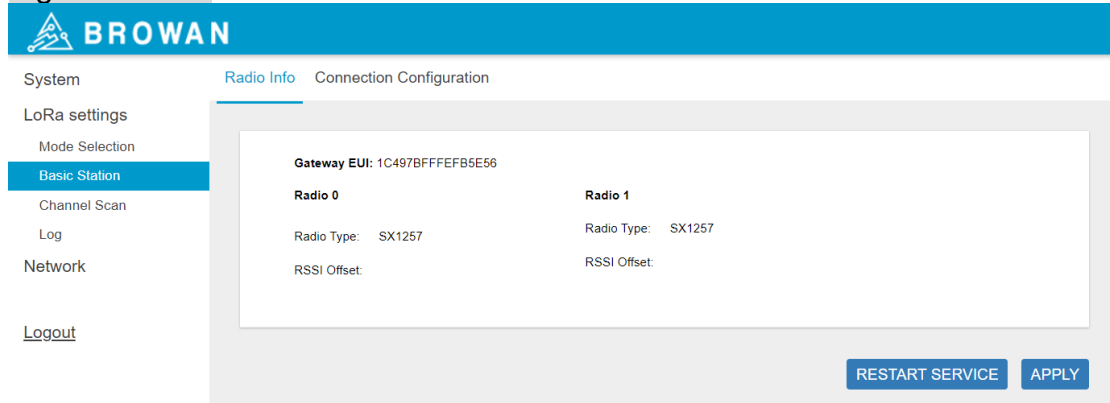 BROWAN
System
LoRa settings
Mode Selection
Basic Station
Channel Scan
Log
Network
Logout
Radio Info Connection Configuration
Gateway EUI: 1C497BFFFEFB5E56
Radio 0
Radio Type: SX1257
RSSI Offset:
Radio 1
Radio Type: SX1257
RSSI Offset:
RESTART SERVICE APPLY